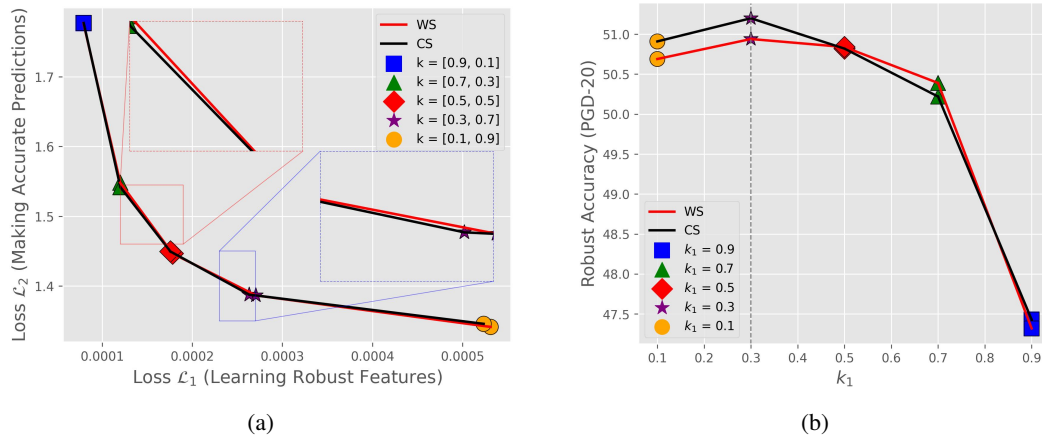 Loss ℒ₂ (Making Accurate Predictions)
1.7
1.6
1.5
1.4
WS
CS
k = [0.9, 0.1]
k = [0.7, 0.3]
k = [0.5, 0.5]
k = [0.3, 0.7]
k = [0.1, 0.9]
0.0001 0.0002 0.0003 0.0004 0.0005
Loss ℒ₁ (Learning Robust Features)
(a)
Robust Accuracy (PGD-20)
51.0
50.5
50.0
49.5
49.0
48.5
48.0
47.5
WS
CS
k₁ = 0.9
k₁ = 0.7
k₁ = 0.5
k₁ = 0.3
k₁ = 0.1
0.1 0.2 0.3 0.4 0.5 0.6 0.7 0.8 0.9
k₁
(b)